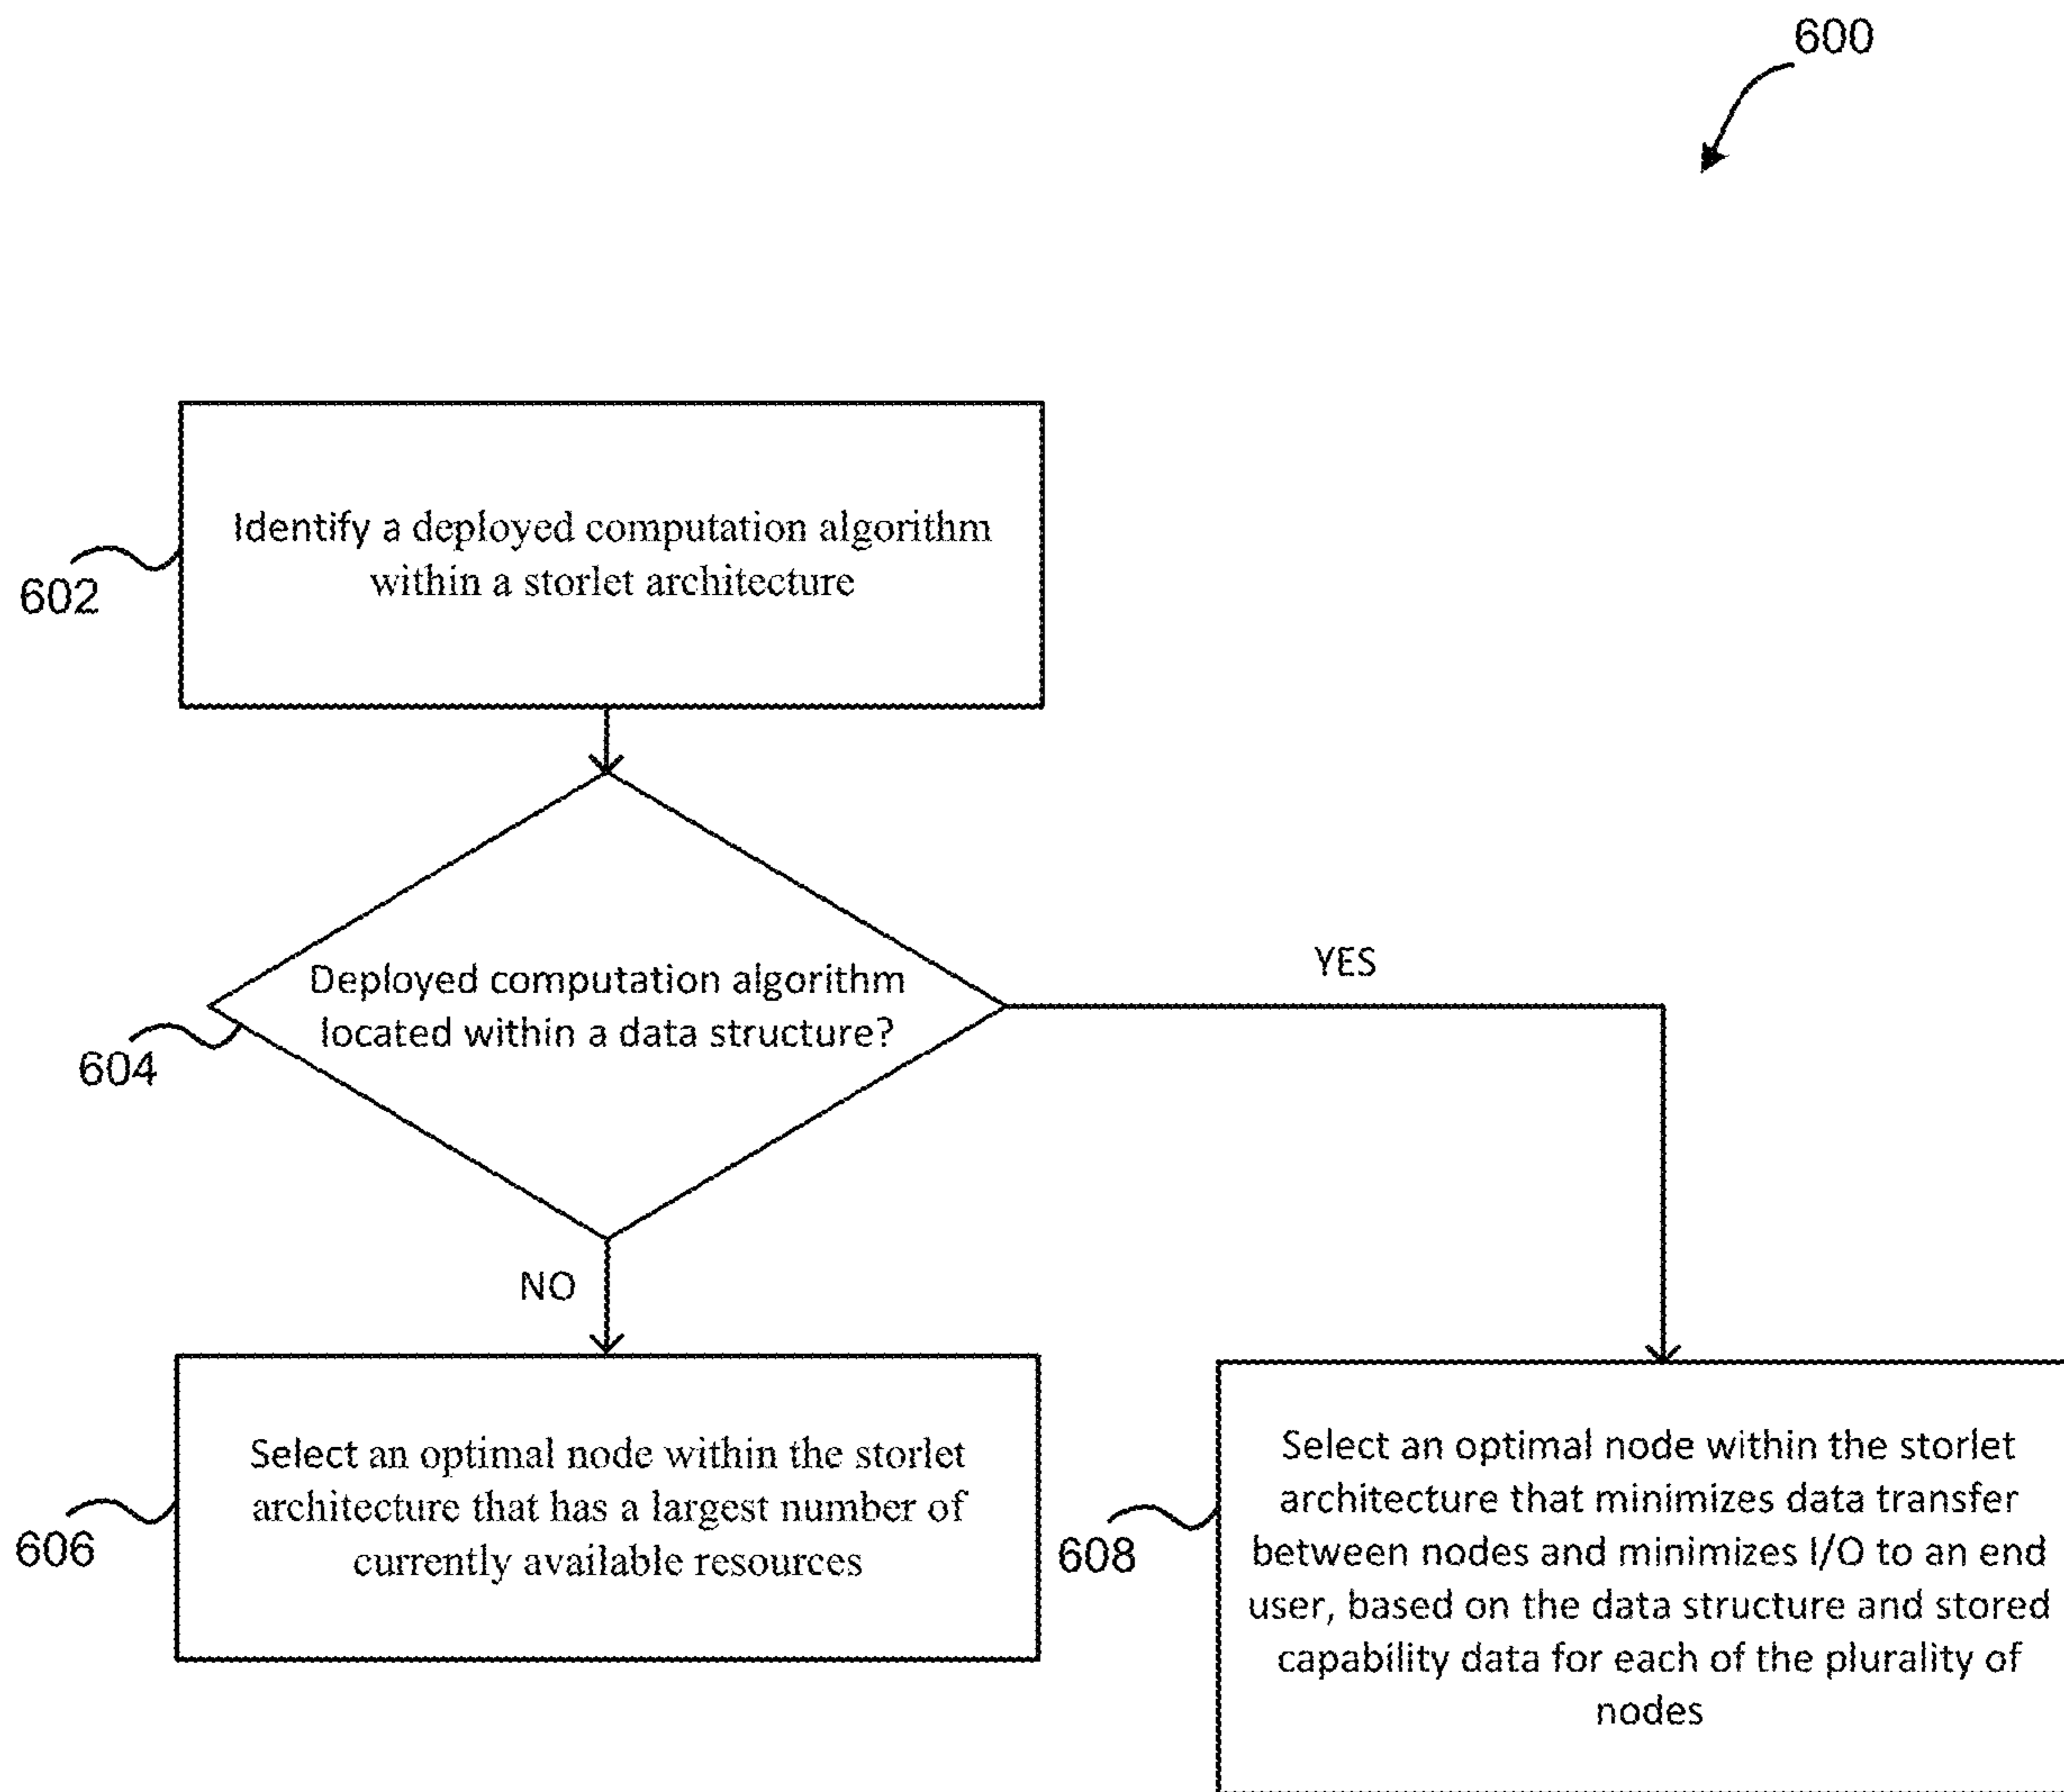 600
Identify a deployed computation algorithm
within a storlet architecture
602
Deployed computation algorithm
located within a data structure?
604
YES
NO
Select an optimal node within the storlet
architecture that has a largest number of
currently available resources
606
Select an optimal node within the storlet
architecture that minimizes data transfer
between nodes and minimizes I/O to an end
user, based on the data structure and stored
capability data for each of the plurality of
nodes
608